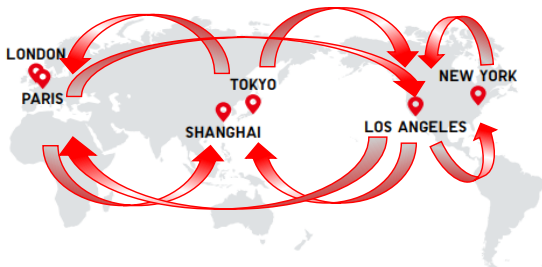 LONDON
PARIS
TOKYO
SHANGHAI
NEW YORK
LOS ANGELES